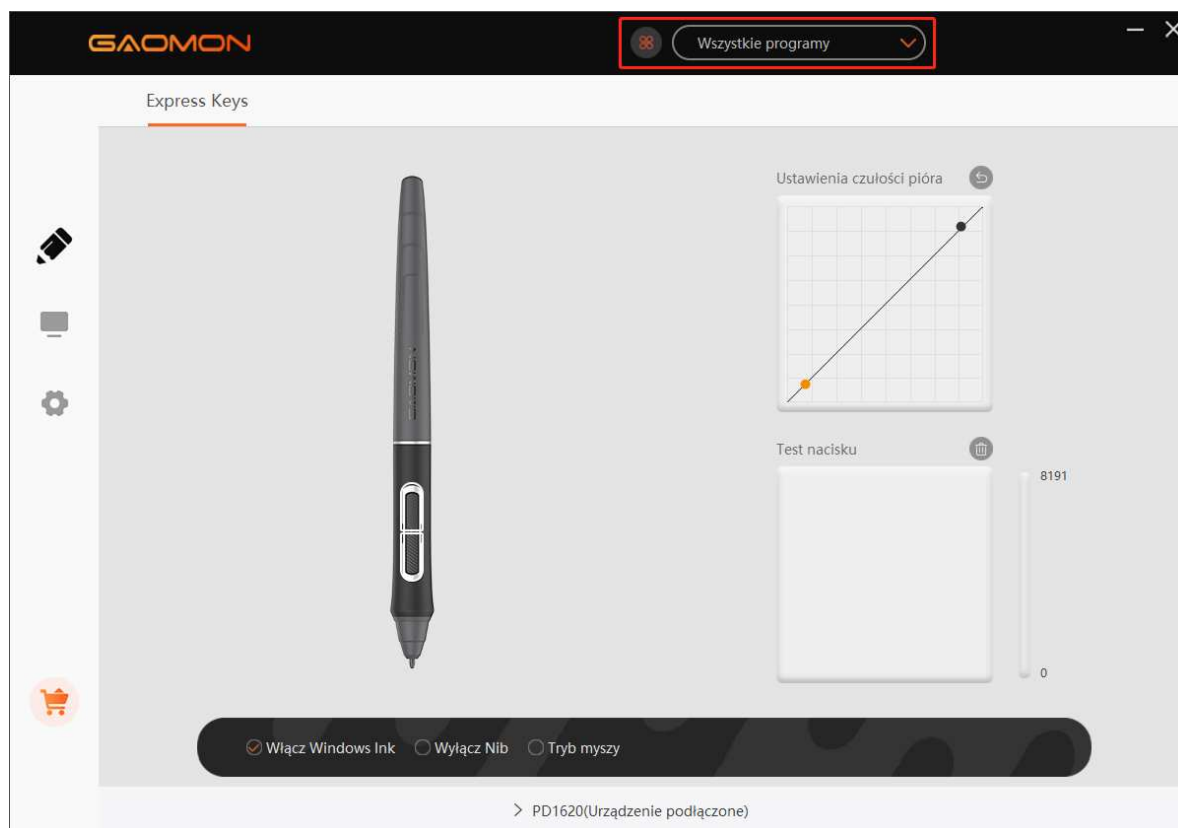 GAOMON
Wszystkie programy
Express Keys
Ustawienia czułości pióra
GAOMON
Test nacisku
8191
0
Włącz Windows Ink Wyłącz Nib Tryb myszy
PD1620(Urządzenie podłączone)